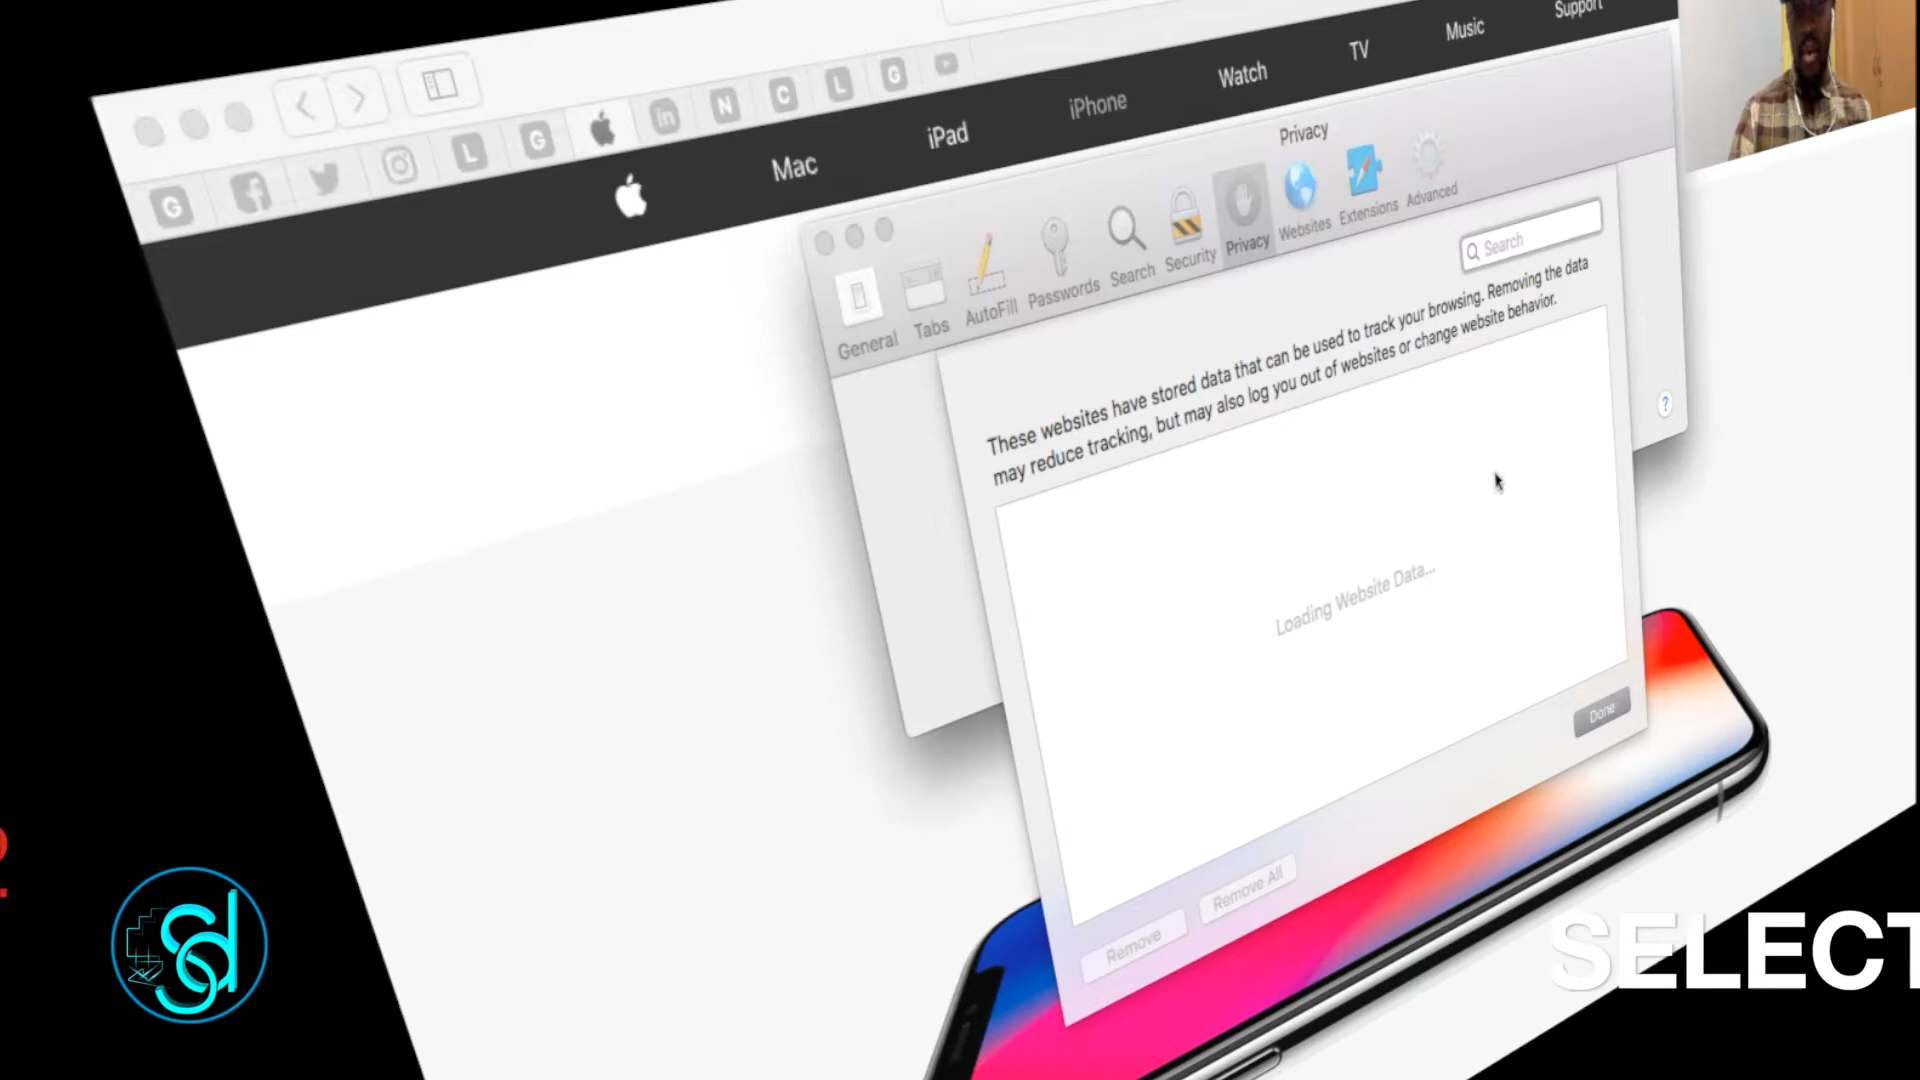 Mac
iPad
iPhone
Watch
TV
Music
Support
Privacy
General
Tabs
AutoFill
Passwords
Search
Security
Privacy
Websites
Extensions
Advanced
Search
These websites have stored data that can be used to track your browsing. Removing the data
may reduce tracking, but may also log you out of websites or change website behavior.
Loading Website Data...
?
Done
Remove
Remove All
SELECT